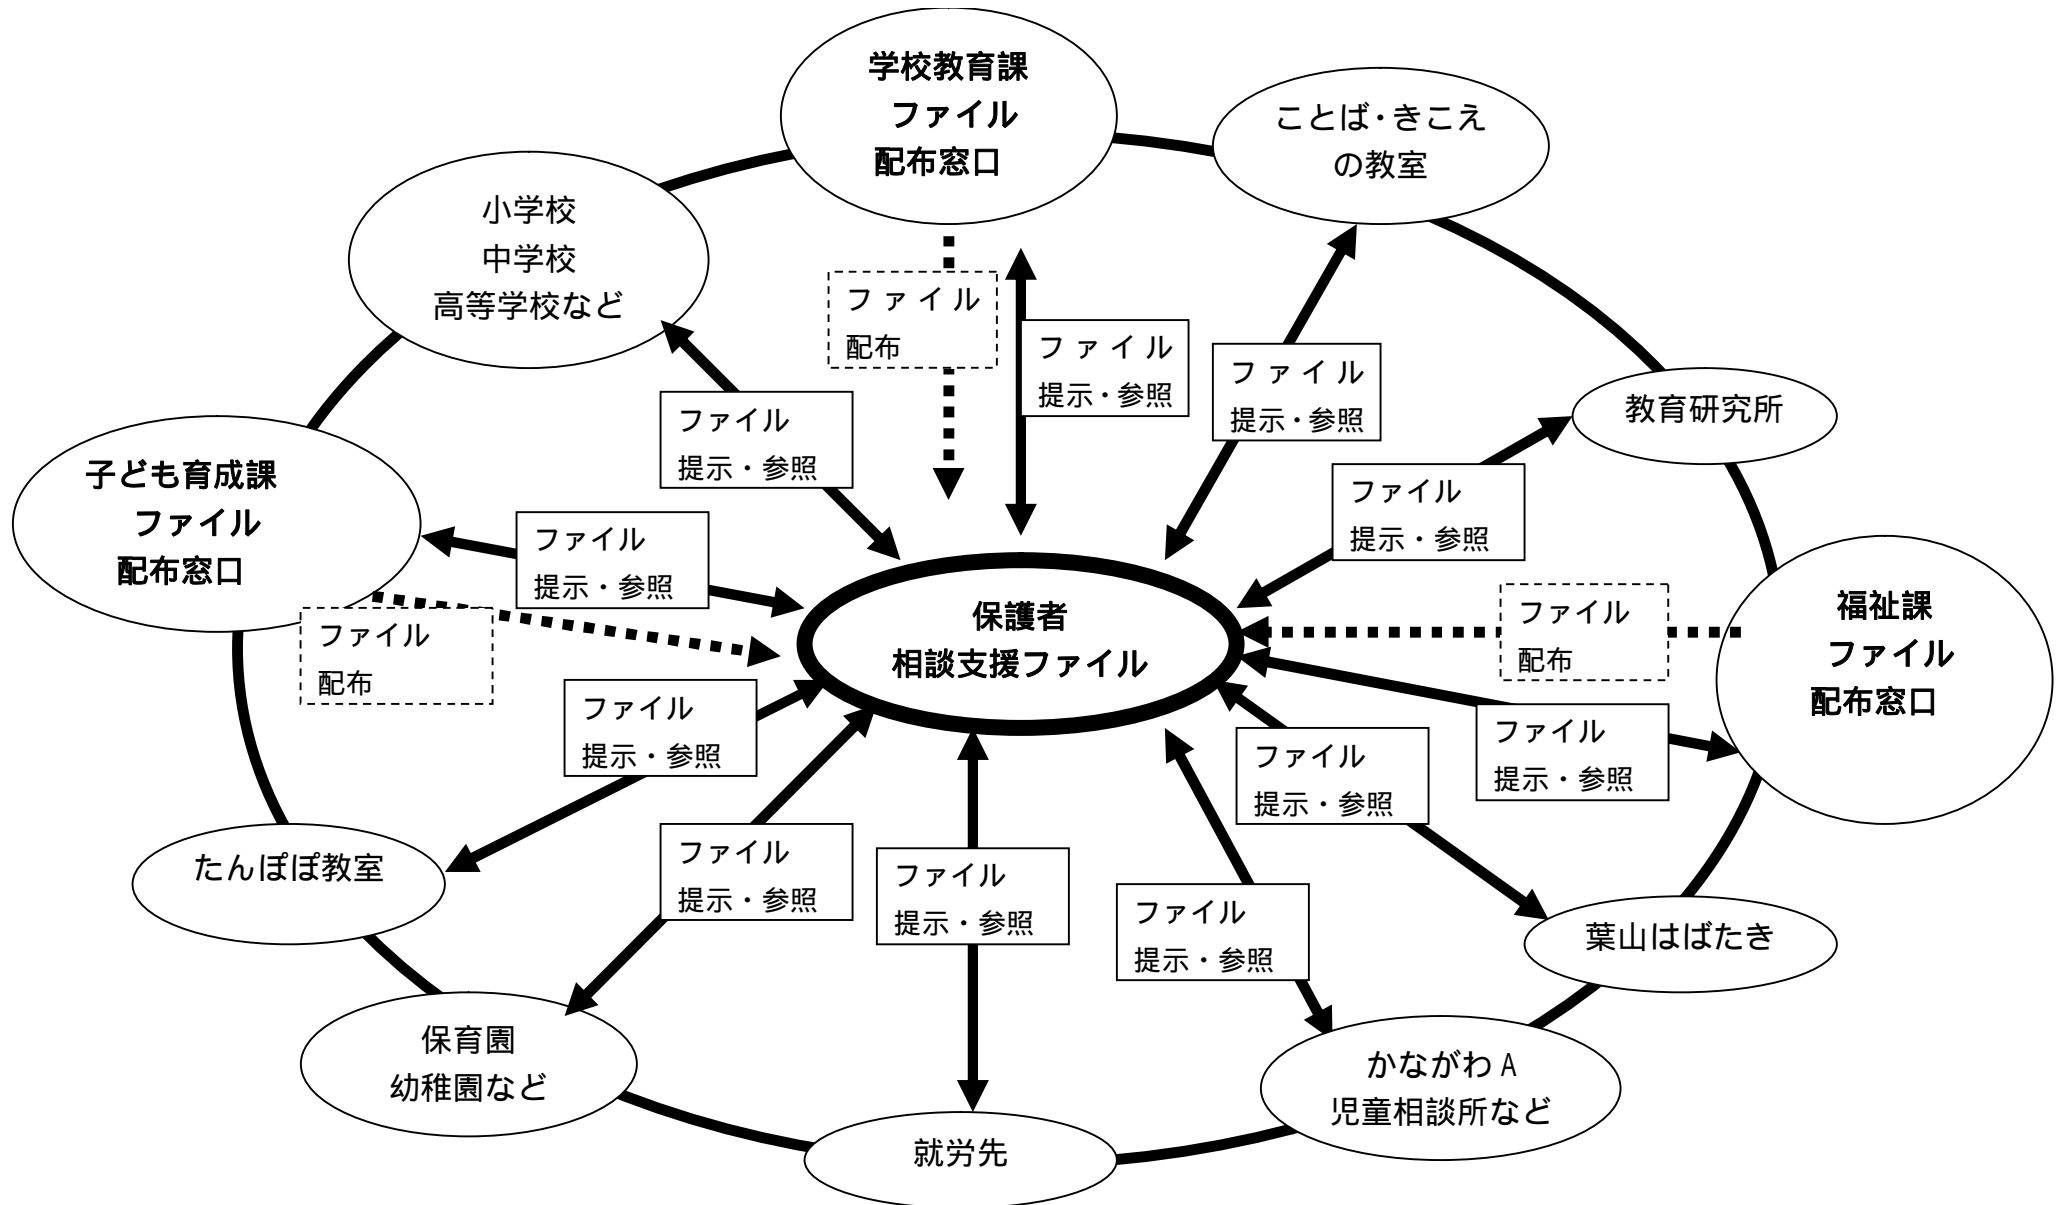 学校教育課
ファイル
配布窓口
ことば・きこえ
の教室
小学校
中学校
高等学校など
ファイル
配布
ファイル
提示・参照
ファイル
提示・参照
教育研究所
ファイル
提示・参照
子ども育成課
ファイル
配布窓口
ファイル
提示・参照
ファイル
提示・参照
ファイル
配布
保護者
相談支援ファイル
ファイル
配布
福祉課
ファイル
配布窓口
ファイル
提示・参照
ファイル
提示・参照
ファイル
提示・参照
たんぽぽ教室
ファイル
提示・参照
ファイル
提示・参照
ファイル
提示・参照
葉山はばたき
保育園
幼稚園など
かながわA
児童相談所など
就労先